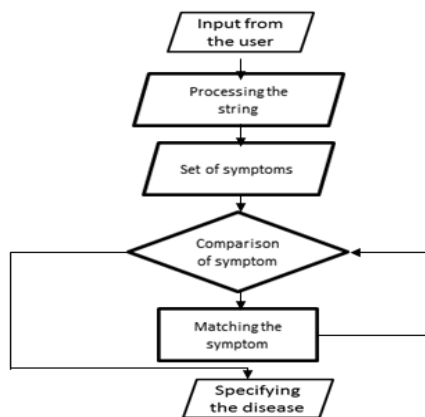 Input from
the user
Processing the
string
Set of symptoms
Comparison
of symptom
Matching the
symptom
Specifying
the disease